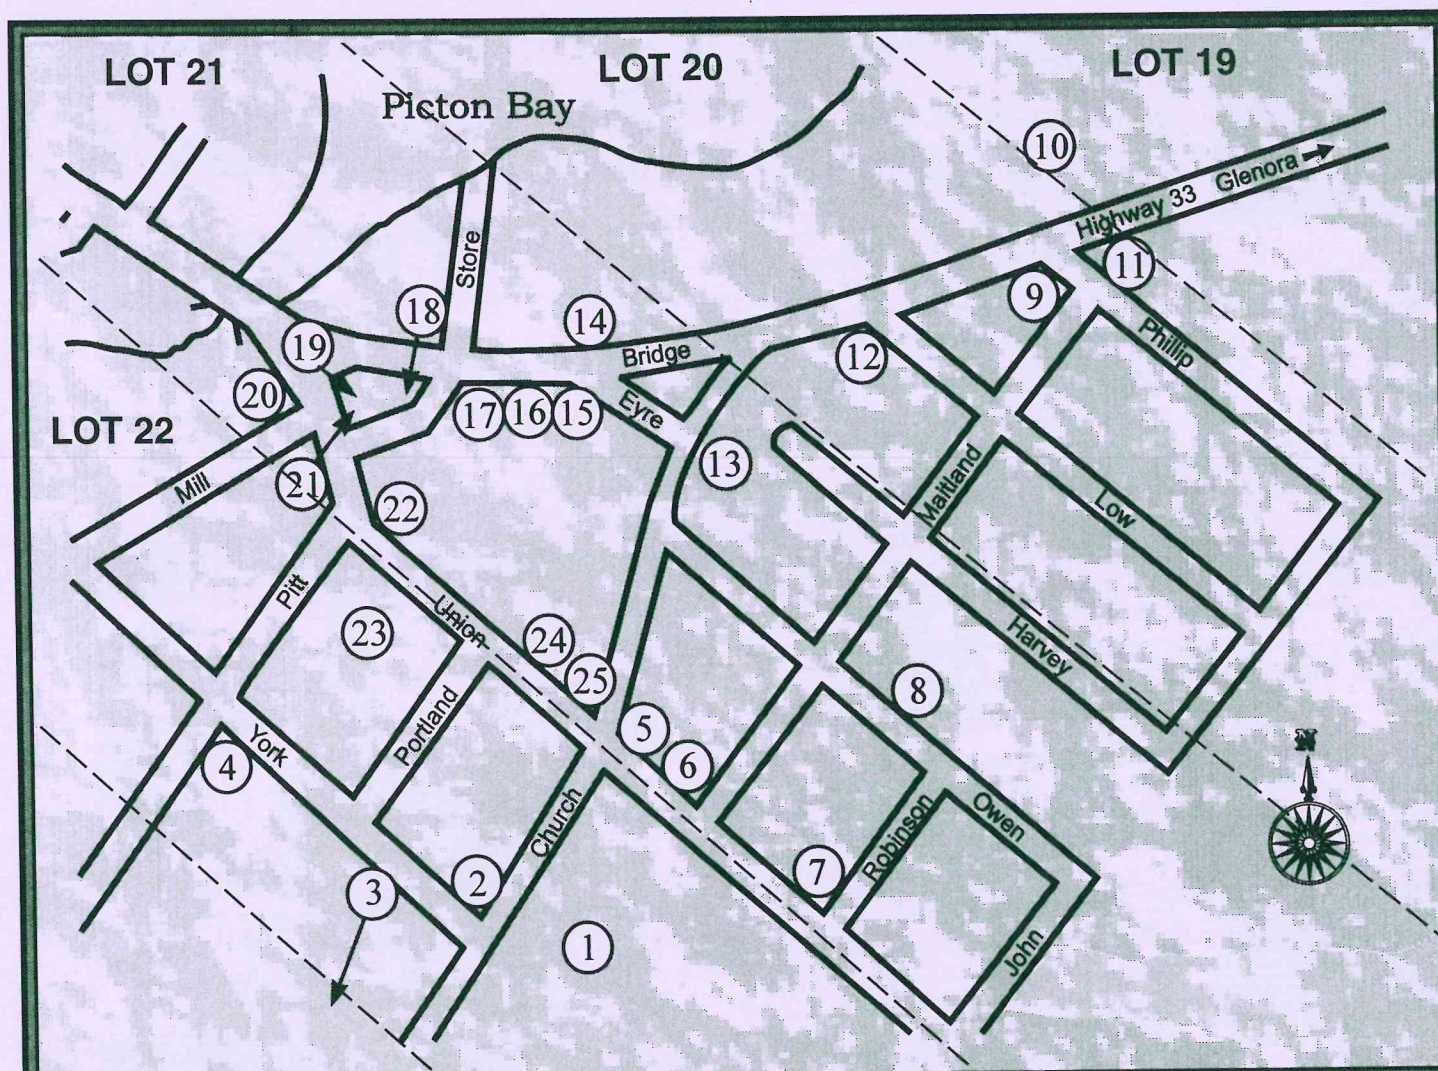 LOT 21
LOT 20
LOT 19
Picton Bay
10
Highway 33 Glenora
Store
11
9
18
14
19
Bridge
12
Phillip
20
17
16
15
Eyre
LOT 22
13
Mill
21
22
Maitland
Low
Pitt
Union
23
24
25
Harvey
8
Portland
5
6
York
4
N
Church
Owen
Robinson
7
3
2
1
John